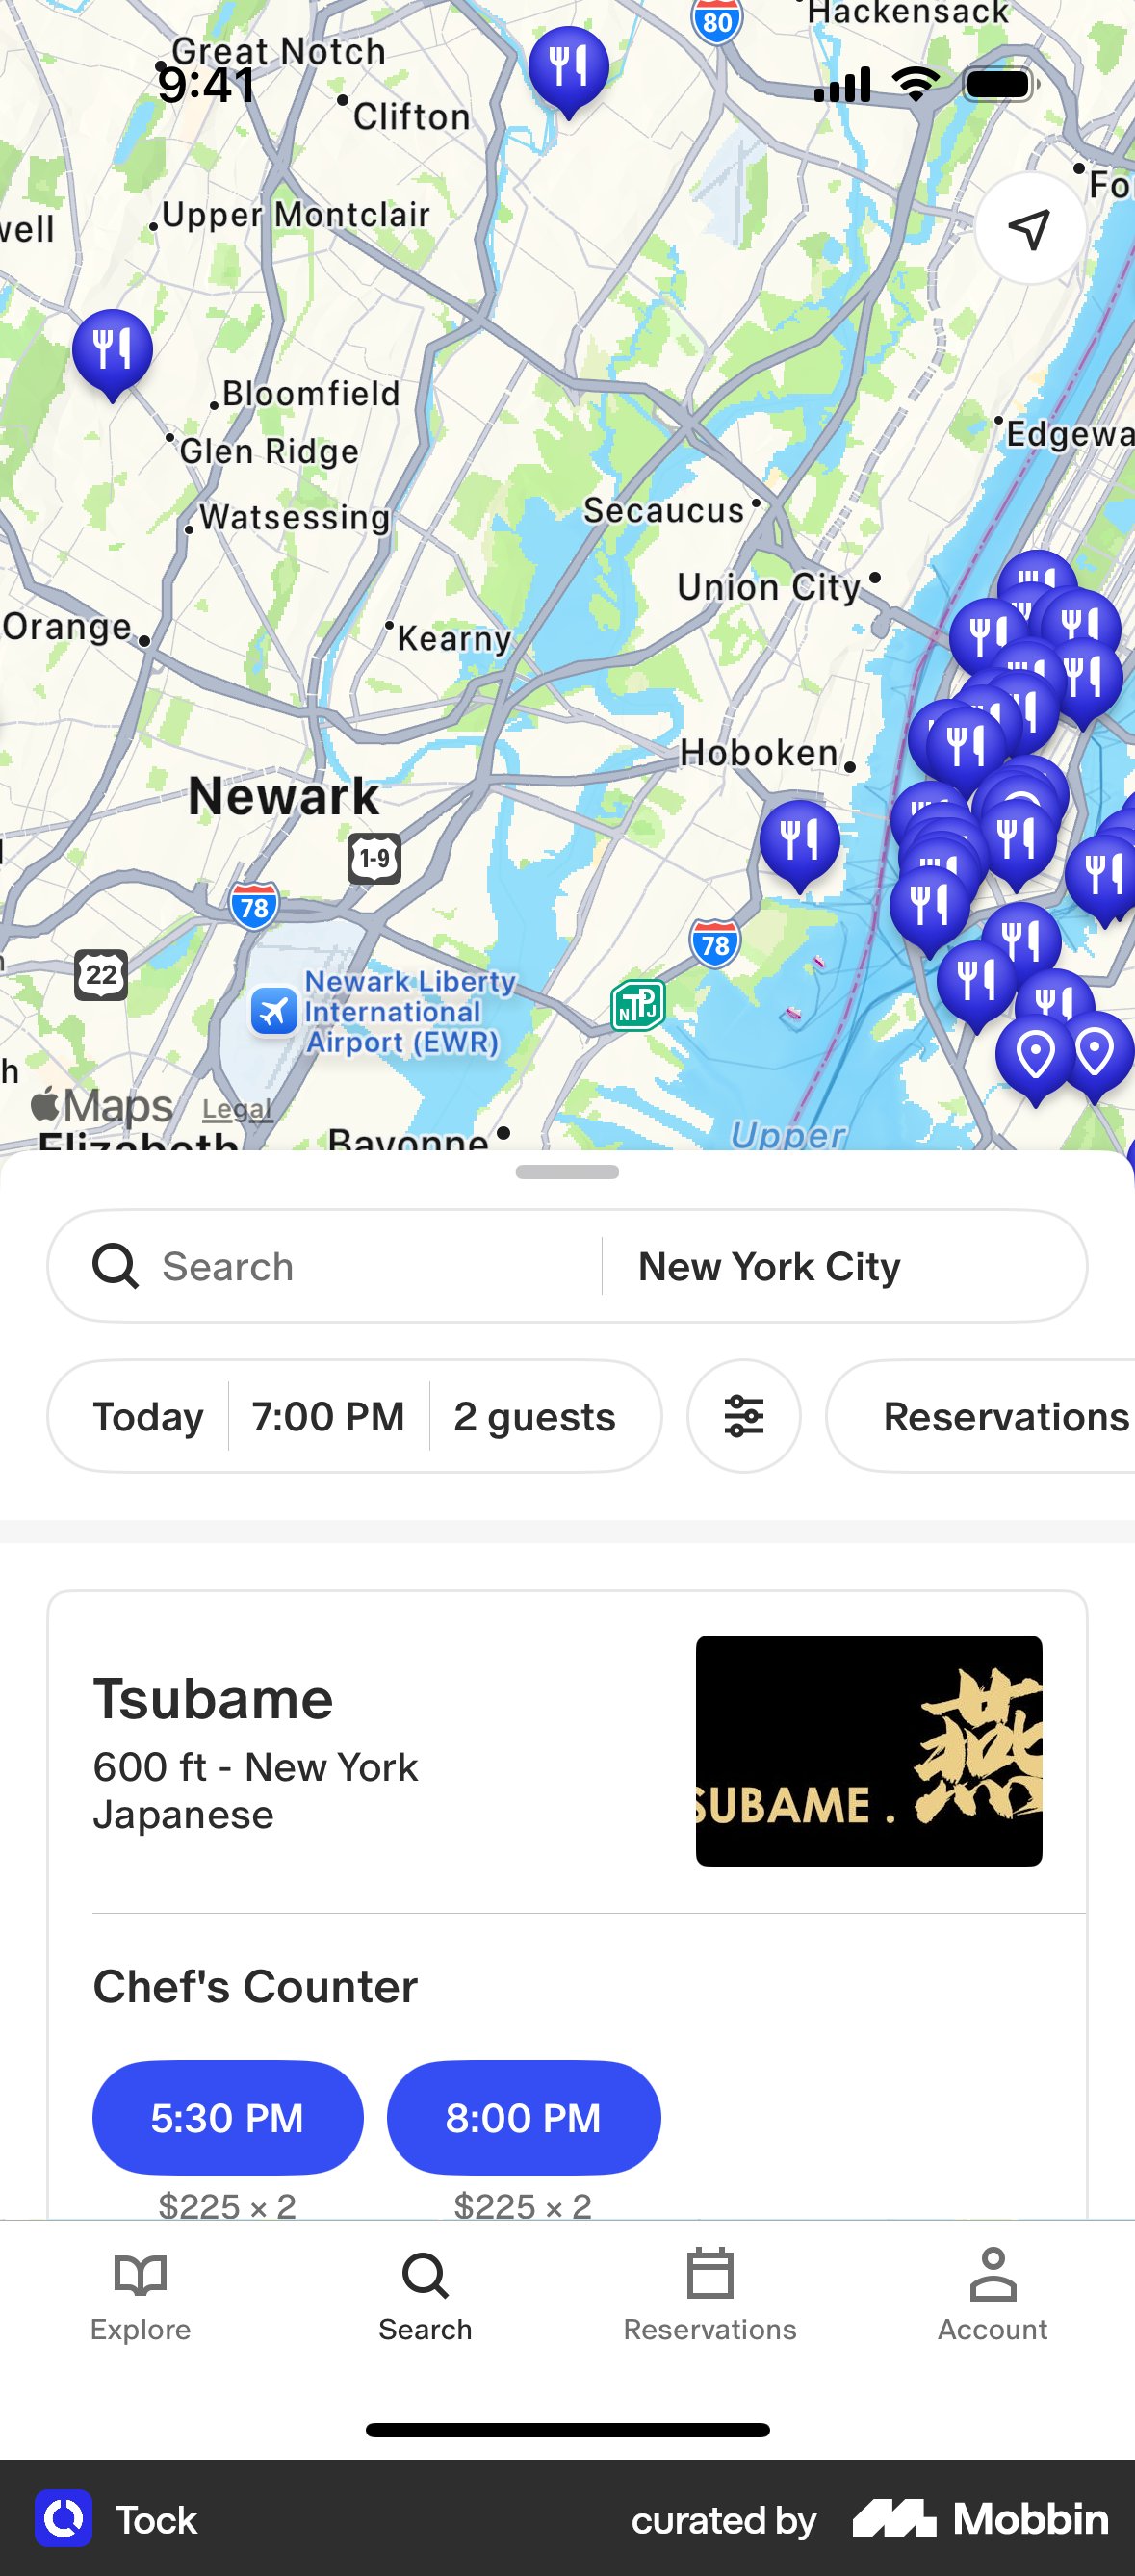 Hackensack
80
Great Notch
9:41
Clifton
Fo
Upper Montclair
well
Bloomfield
Edgewa
Glen Ridge
Watsessing
Secaucus
Union City
Orange
Kearny
Hoboken
Newark
1-9
78
78
22
Newark Liberty
International
Airport (EWR)
NTPJ
h
Maps
Legal
Elizabeth
Bayonne
Upper
Search
New York City
Today
7:00 PM
2 guests
Reservations
Tsubame
600 ft - New York
Japanese
SUBAME .
燕
Chef's Counter
5:30 PM
8:00 PM
$225 × 2
$225 × 2
Explore
Search
Reservations
Account
Tock
curated by
Mobbin